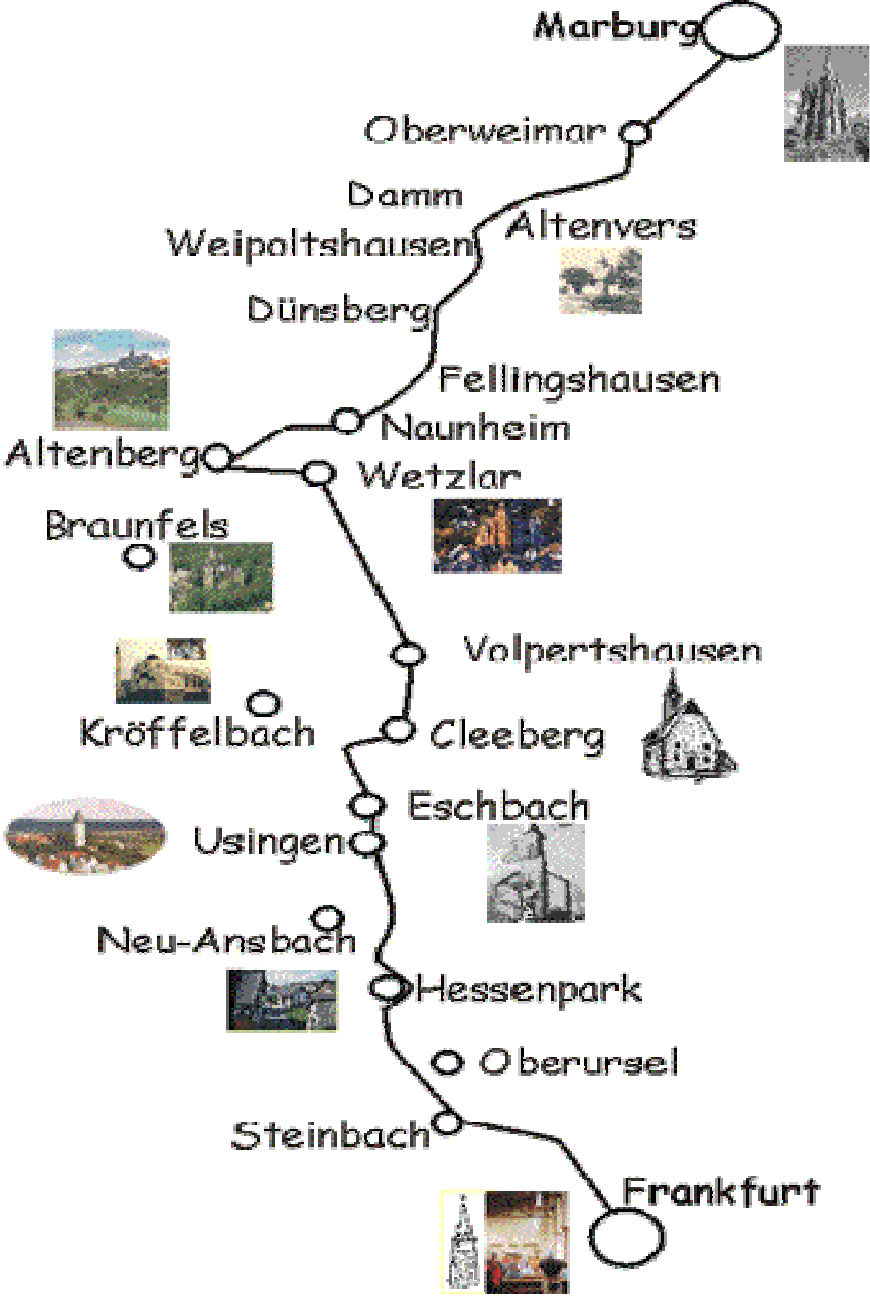 Marburg
Oberweimar
Damm
Altenvers
Weipoltshausen
Dünsberg
Fellingshausen
Naunheim
Altenberg
Wetzlar
Braunfels
Volpertshausen
Kröffelbach
Cleeberg
Eschbach
Usingen
Neu-Ansbach
Hessenpark
Oberursel
Steinbach
Frankfurt